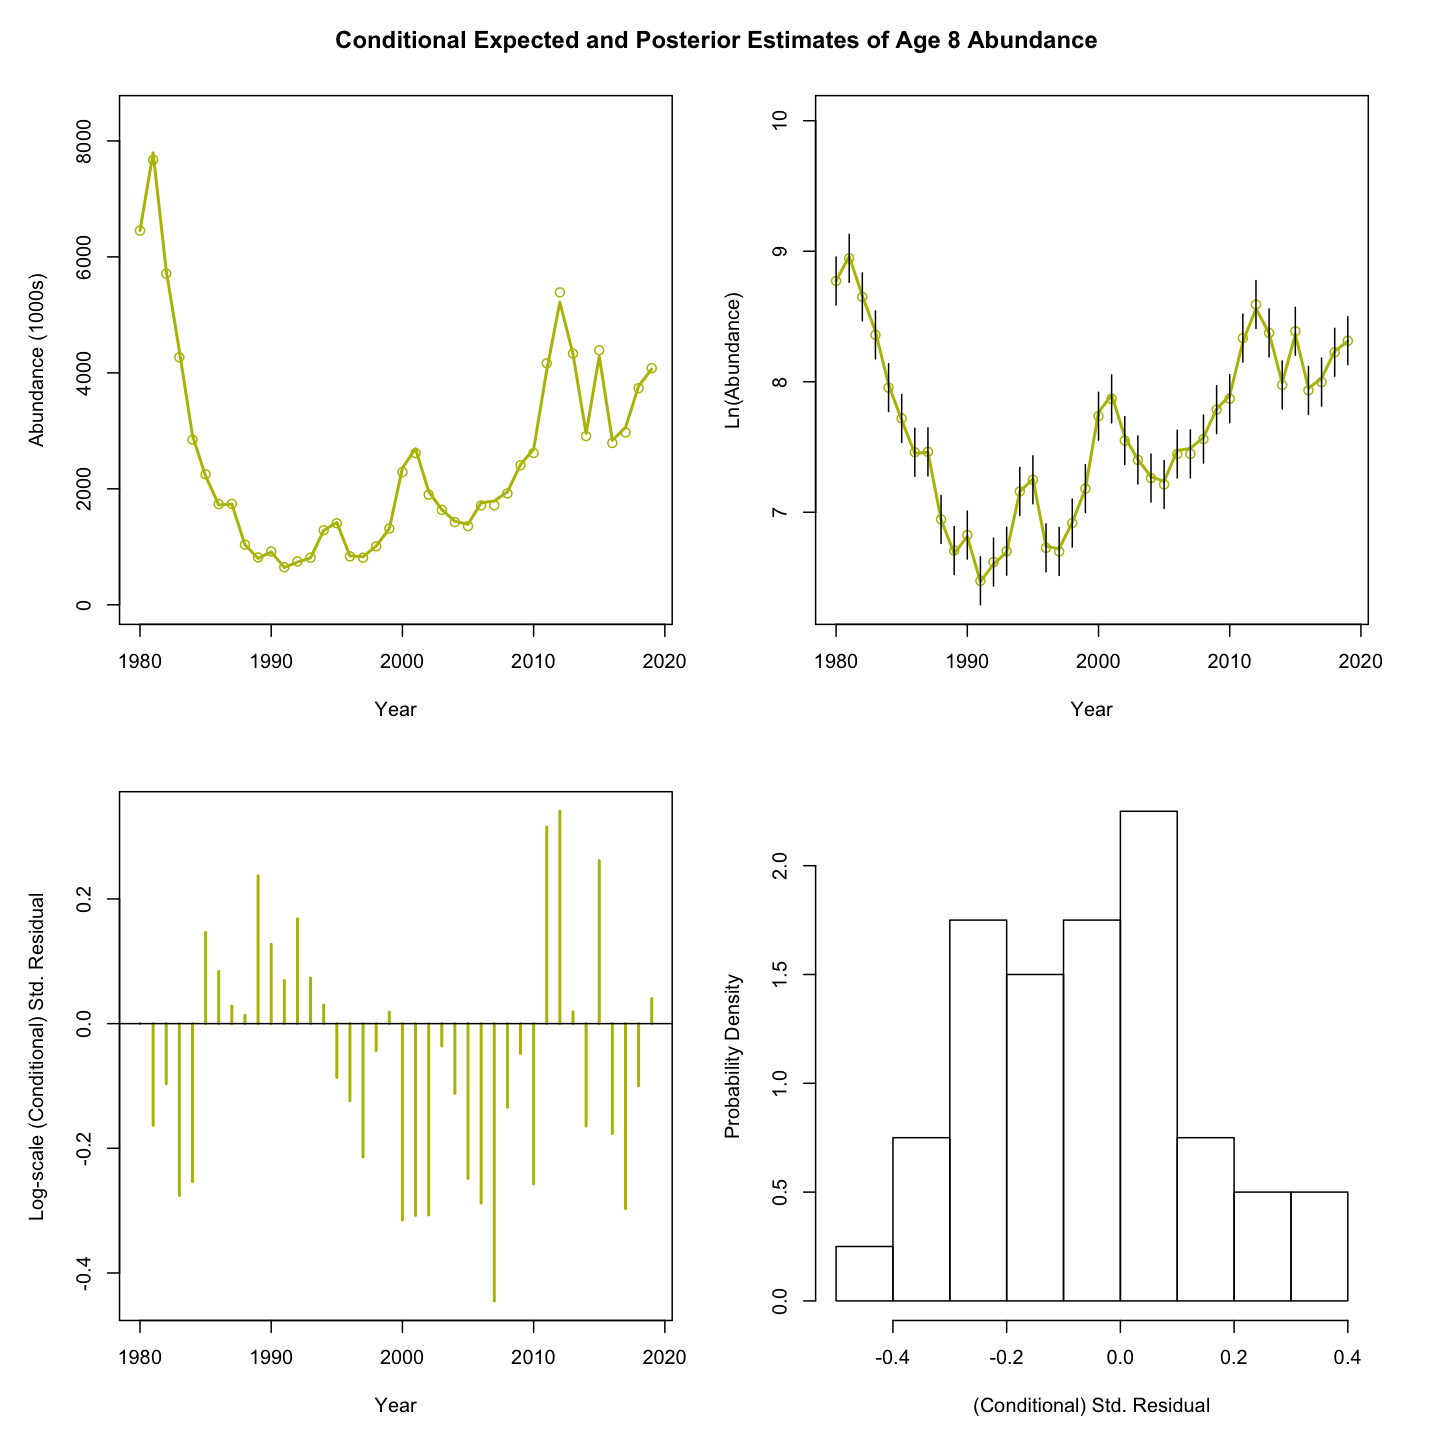 Conditional Expected and Posterior Estimates of Age 8 Abundance
Abundance (1000s)
8000
6000
4000
2000
0
1980 1990 2000 2010 2020
Year
Ln(Abundance)
10
9
8
7
1980 1990 2000 2010 2020
Year
Log-scale (Conditional) Std. Residual
0.2
0.0
-0.2
-0.4
1980 1990 2000 2010 2020
Year
Probability Density
2.0
1.5
1.0
0.5
0.0
-0.4 -0.2 0.0 0.2 0.4
(Conditional) Std. Residual